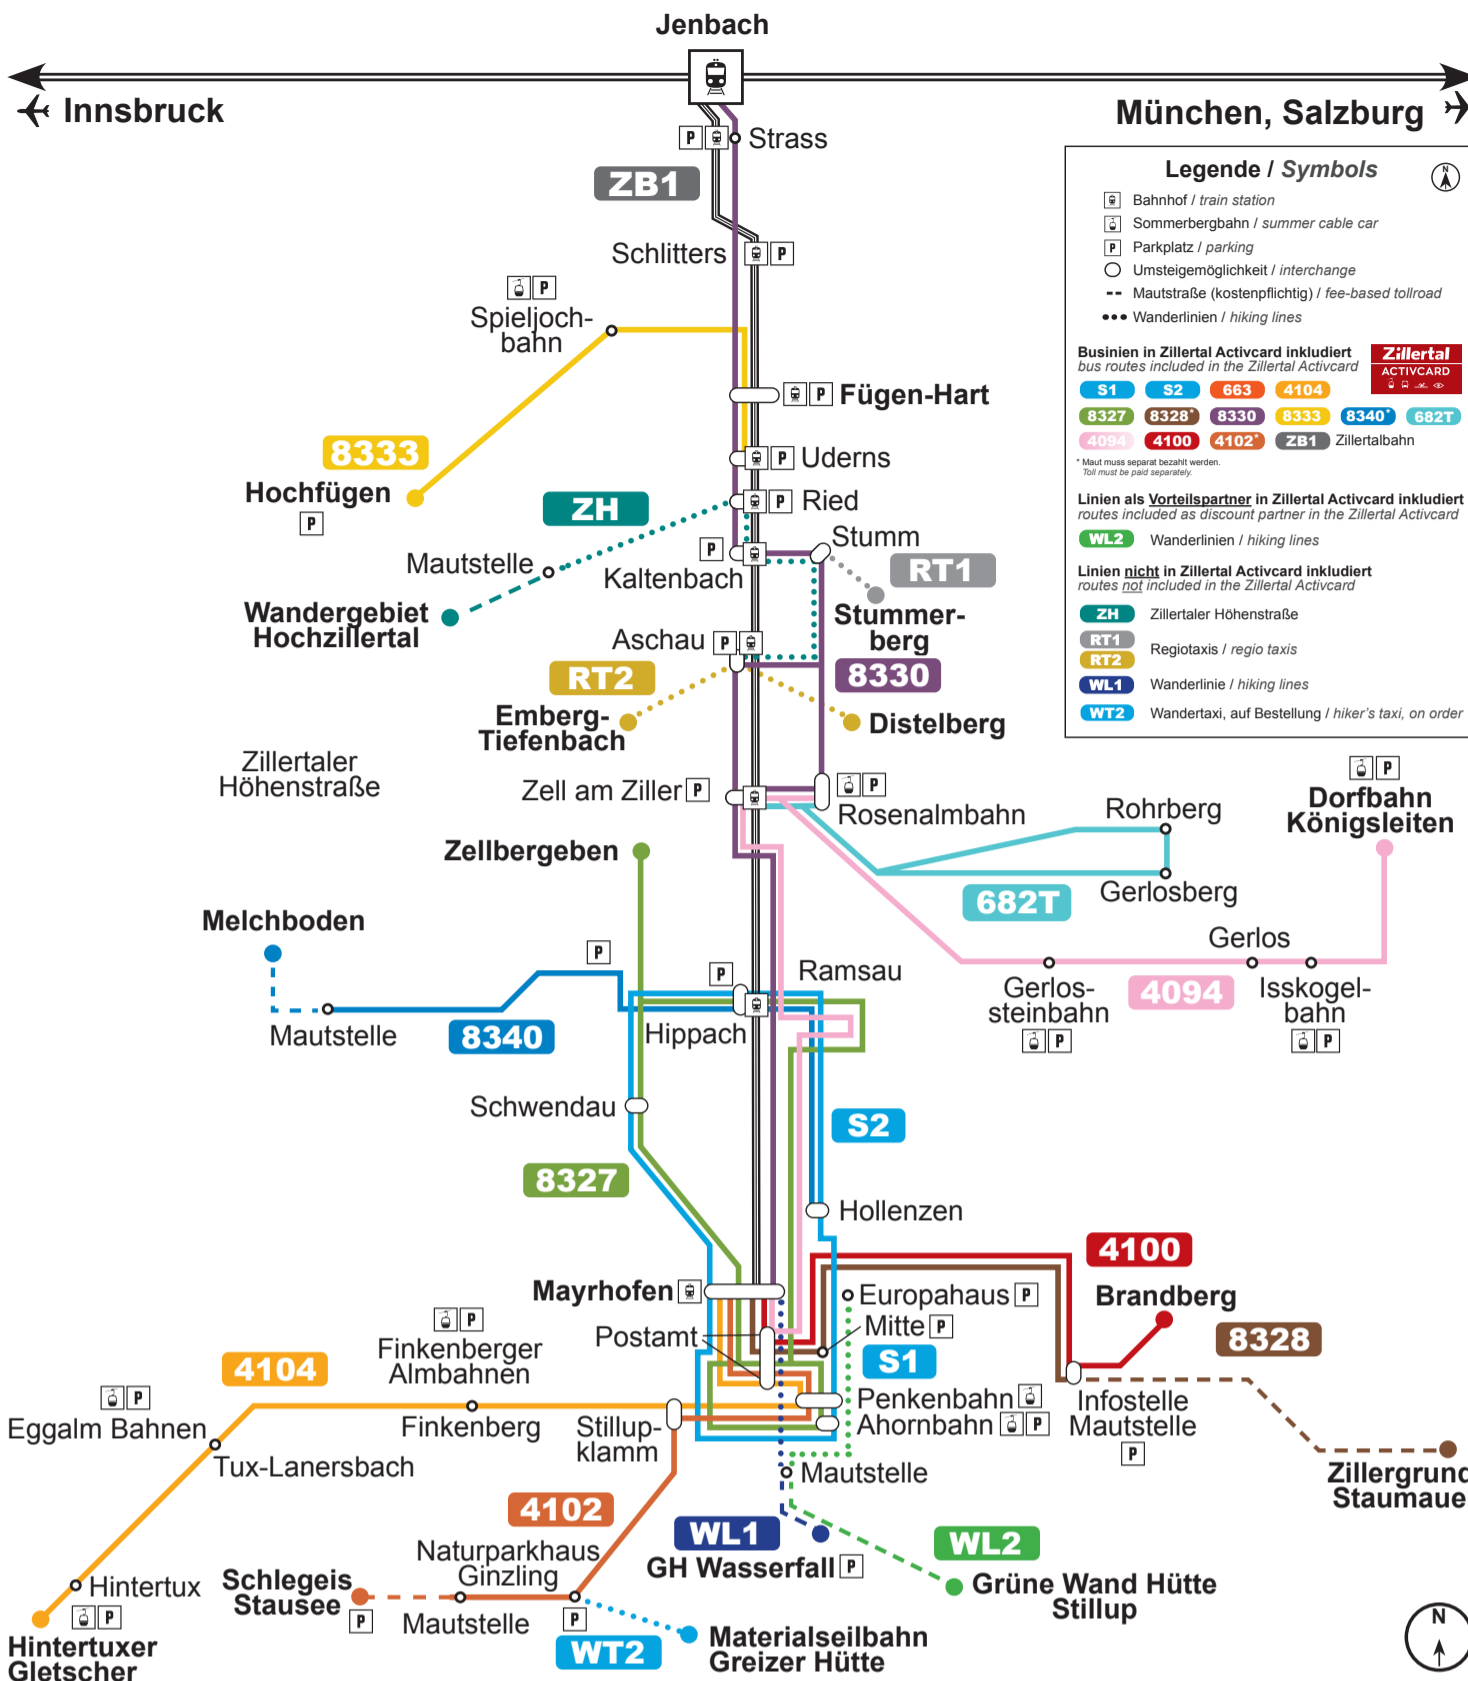 Jenbach
Innsbruck
München, Salzburg
Strass
ZB1
Schlitters
Spieljoch-
bahn
Fügen-Hart
8333
Uderns
Hochfügen
Ried
ZH
Stumm
Mautstelle
Kaltenbach
RT1
Wandergebiet
Hochzillertal
Stummer-
berg
Aschau
RT2
8330
Emberg-
Tiefenbach
Distelberg
Zillertaler
Höhenstraße
Zell am Ziller
Rosenalmbahn
Rohrberg
Dorfbahn
Königsleiten
Zellbergeben
682T
Gerlosberg
Melchboden
Gerlos
Ramsau
Gerlos-
steinbahn
4094
Isskogel-
bahn
Mautstelle
8340
Hippach
Schwendau
S2
8327
Hollenzen
4100
Mayrhofen
Europahaus
Brandberg
Postamt
Mitte
8328
Finkenberger
Almbahnen
S1
4104
Penkenbahn
Infostelle
Mautstelle
Eggalm Bahnen
Finkenberg
Stillup-
klamm
Ahornbahn
Tux-Lanersbach
Mautstelle
Zillergrund
Staumaue
4102
WL1
WL2
Naturparkhaus
Ginzling
GH Wasserfall
Hintertux
Schlegeis
Stausee
Grüne Wand Hütte
Stillup
Mautstelle
WT2
Materialseilbahn
Greizer Hütte
Hintertuxer
Gletscher
N
Legende / Symbols
N
Bahnhof / train station
Sommerbergbahn / summer cable car
P Parkplatz / parking
Umsteigemöglichkeit / interchange
Mautstraße (kostenpflichtig) / fee-based tollroad
Wanderlinien / hiking lines
Businien in Zillertal Activcard inkludiert
bus routes included in the Zillertal Activcard
Zillertal
ACTIVCARD
S1 S2 663 4104
8327 8328* 8330 8333 8340* 682T
4094 4100 4102* ZB1 Zillertalbahn
* Maut muss separat bezahlt werden.
Toll must be paid separately.
Linien als Vorteilspartner in Zillertal Activcard inkludiert
routes included as discount partner in the Zillertal Activcard
WL2 Wanderlinien / hiking lines
Linien nicht in Zillertal Activcard inkludiert
routes not included in the Zillertal Activcard
ZH Zillertaler Höhenstraße
RT1
RT2 Regiotaxis / regio taxis
WL1 Wanderlinie / hiking lines
WT2 Wandertaxi, auf Bestellung / hiker's taxi, on order